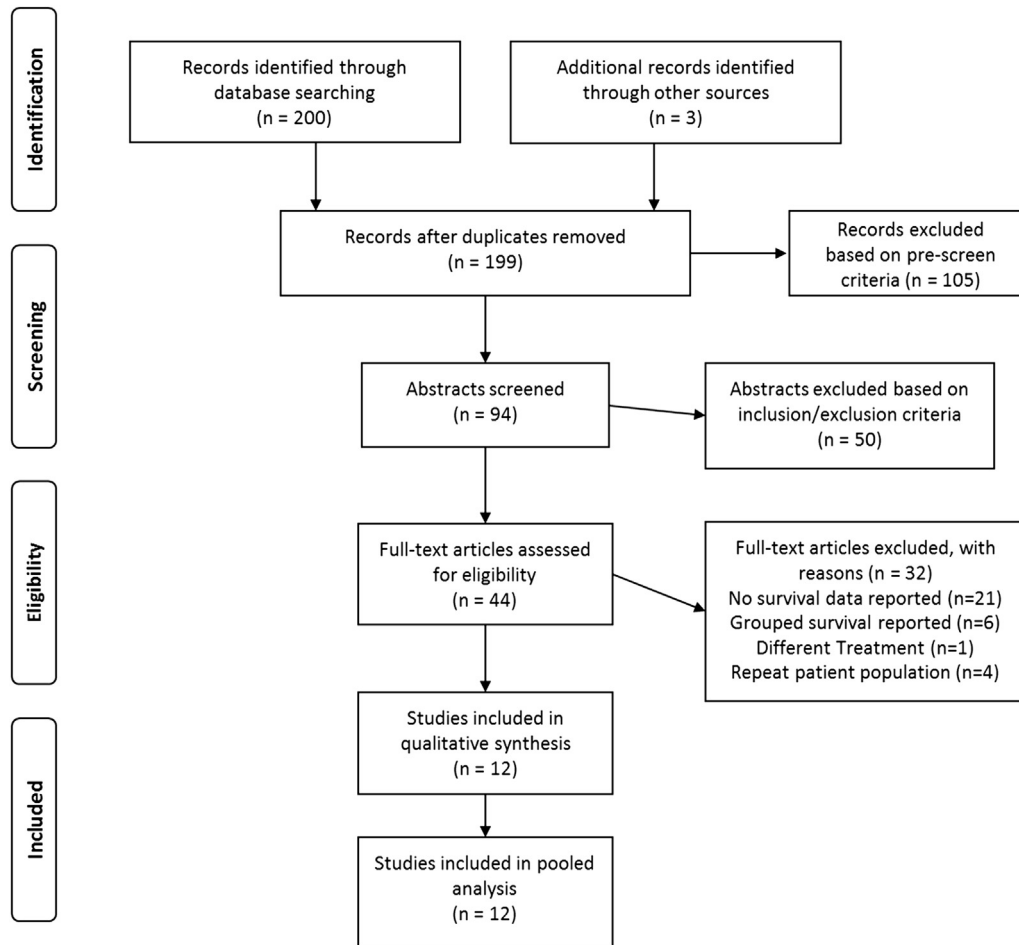 Identification
Records identified through
database searching
(n = 200)
Additional records identified
through other sources
(n = 3)
Records after duplicates removed
(n = 199)
Records excluded
based on pre-screen
criteria (n = 105)
Screening
Abstracts screened
(n = 94)
Abstracts excluded based on
inclusion/exclusion criteria
(n = 50)
Eligibility
Full-text articles assessed
for eligibility
(n = 44)
Full-text articles excluded, with
reasons (n = 32)
No survival data reported (n=21)
Grouped survival reported (n=6)
Different Treatment (n=1)
Repeat patient population (n=4)
Included
Studies included in
qualitative synthesis
(n = 12)
Studies included in pooled
analysis
(n = 12)